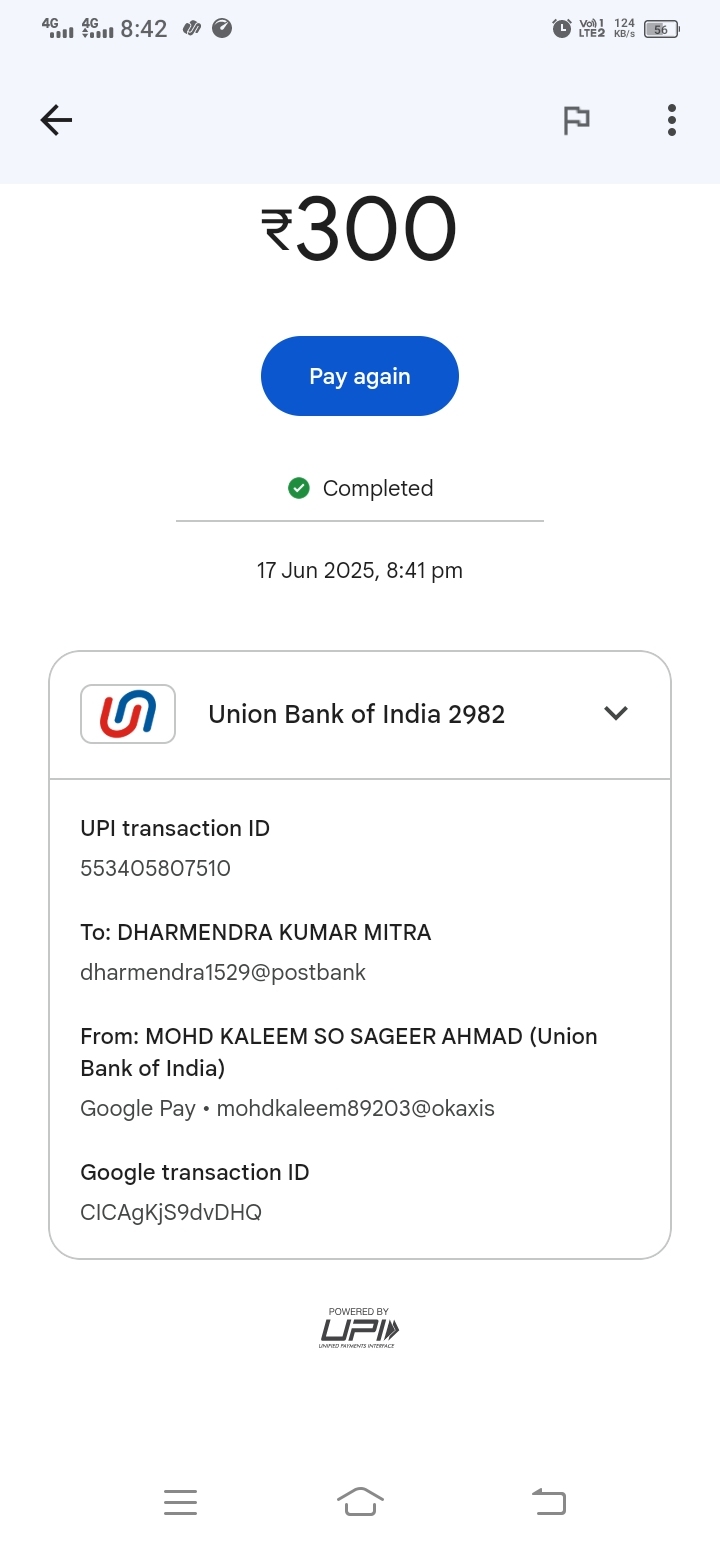 4G 4G 8:42 Vo)) 1 LTE2 124 KB/s 56
₹300
Pay again
Completed
17 Jun 2025, 8:41 pm
Union Bank of India 2982
UPI transaction ID
553405807510
To: DHARMENDRA KUMAR MITRA
dharmendra1529@postbank
From: MOHD KALEEM SO SAGEER AHMAD (Union
Bank of India)
Google Pay • mohdkaleem89203@okaxis
Google transaction ID
CICAgKjS9dvDHQ
POWERED BY
UPI
UNIFIED PAYMENTS INTERFACE